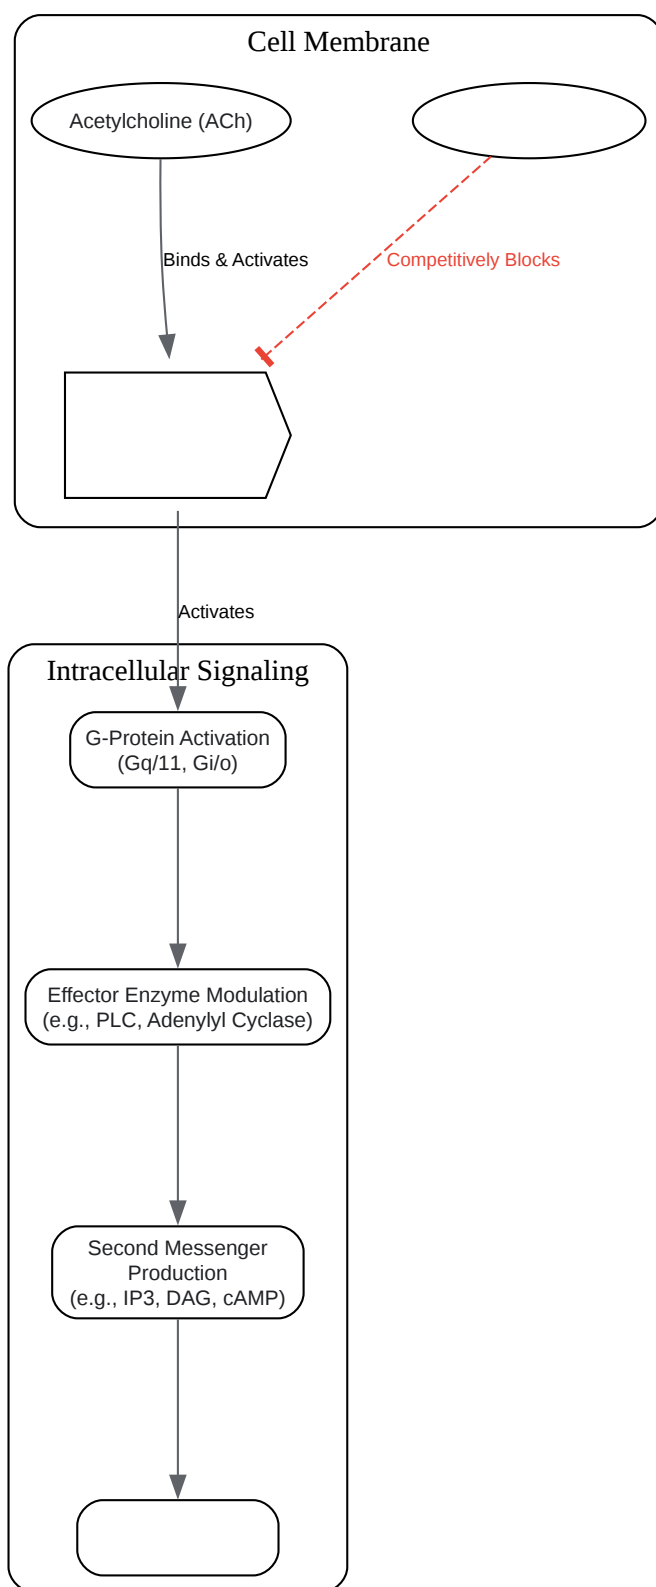 Cell Membrane
Acetylcholine (ACh)
Binds & Activates
Competitively Blocks
Activates
Intracellular Signaling
G-Protein Activation
(Gq/11, Gi/o)
Effector Enzyme Modulation
(e.g., PLC, Adenylyl Cyclase)
Second Messenger
Production
(e.g., IP3, DAG, cAMP)